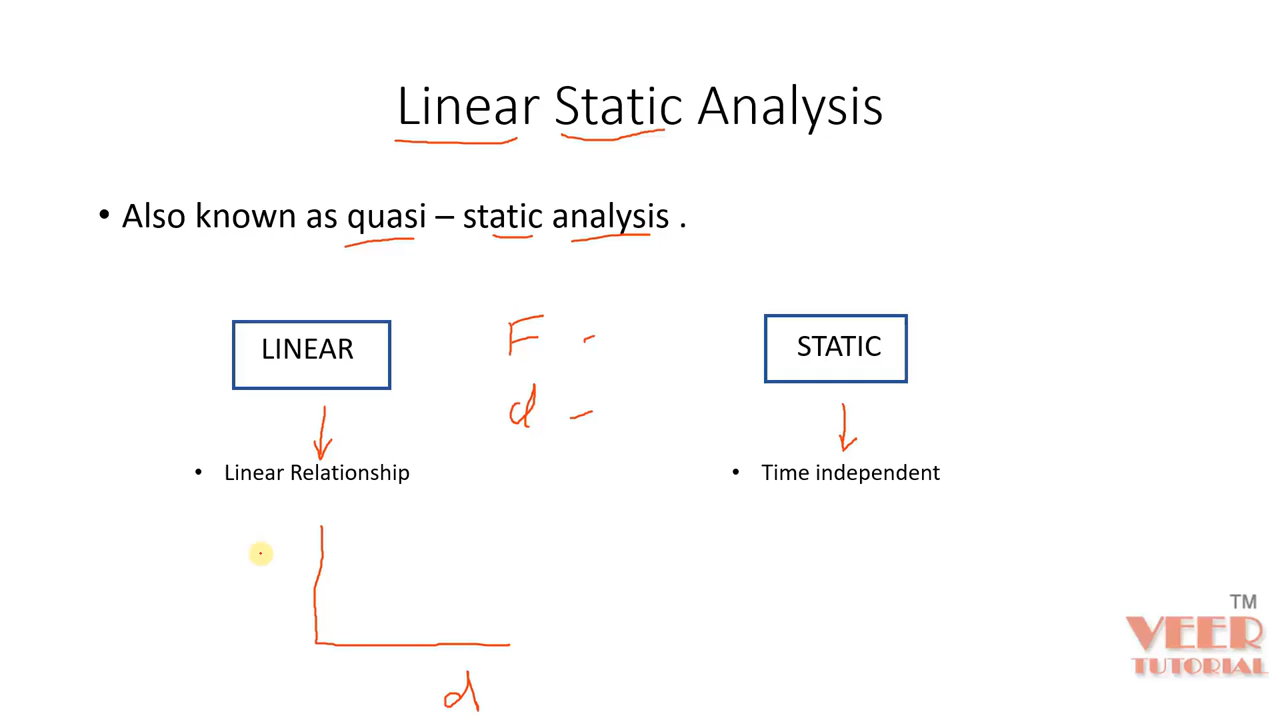 Linear Static Analysis
• Also known as quasi – static analysis .
LINEAR
F -
STATIC
d -
• Linear Relationship
• Time independent
d
TM
VEER
TUTORIAL